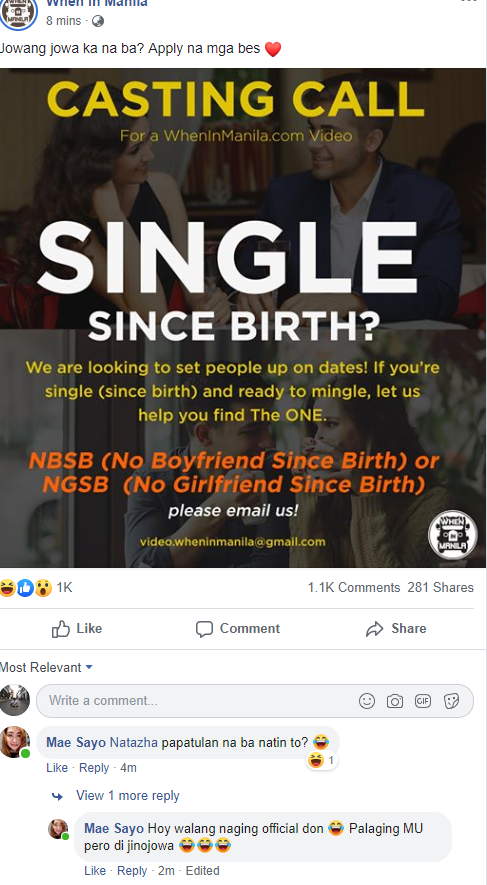 When In Manila
8 mins ·
Jowang jowa ka na ba? Apply na mga bes ❤️
CASTING CALL
For a WhenInManila.com Video
SINGLE
SINCE BIRTH?
We are looking to set people up on dates! If you're
single (since birth) and ready to mingle, let us
help you find The ONE.
NBSB (No Boyfriend Since Birth) or
NGSB (No Girlfriend Since Birth)
please email us!
video.wheninmanila@gmail.com
WHEN
IN
MANILA
1K
1.1K Comments 281 Shares
Like
Comment
Share
Most Relevant
Write a comment...
GIF
Mae Sayo Natazha papatulan na ba natin to? 😂
1
Like · Reply · 4m
View 1 more reply
Mae Sayo Hoy walang naging official don 😂 Palaging MU
pero di jinojowa 😂😂😂
Like · Reply · 2m · Edited